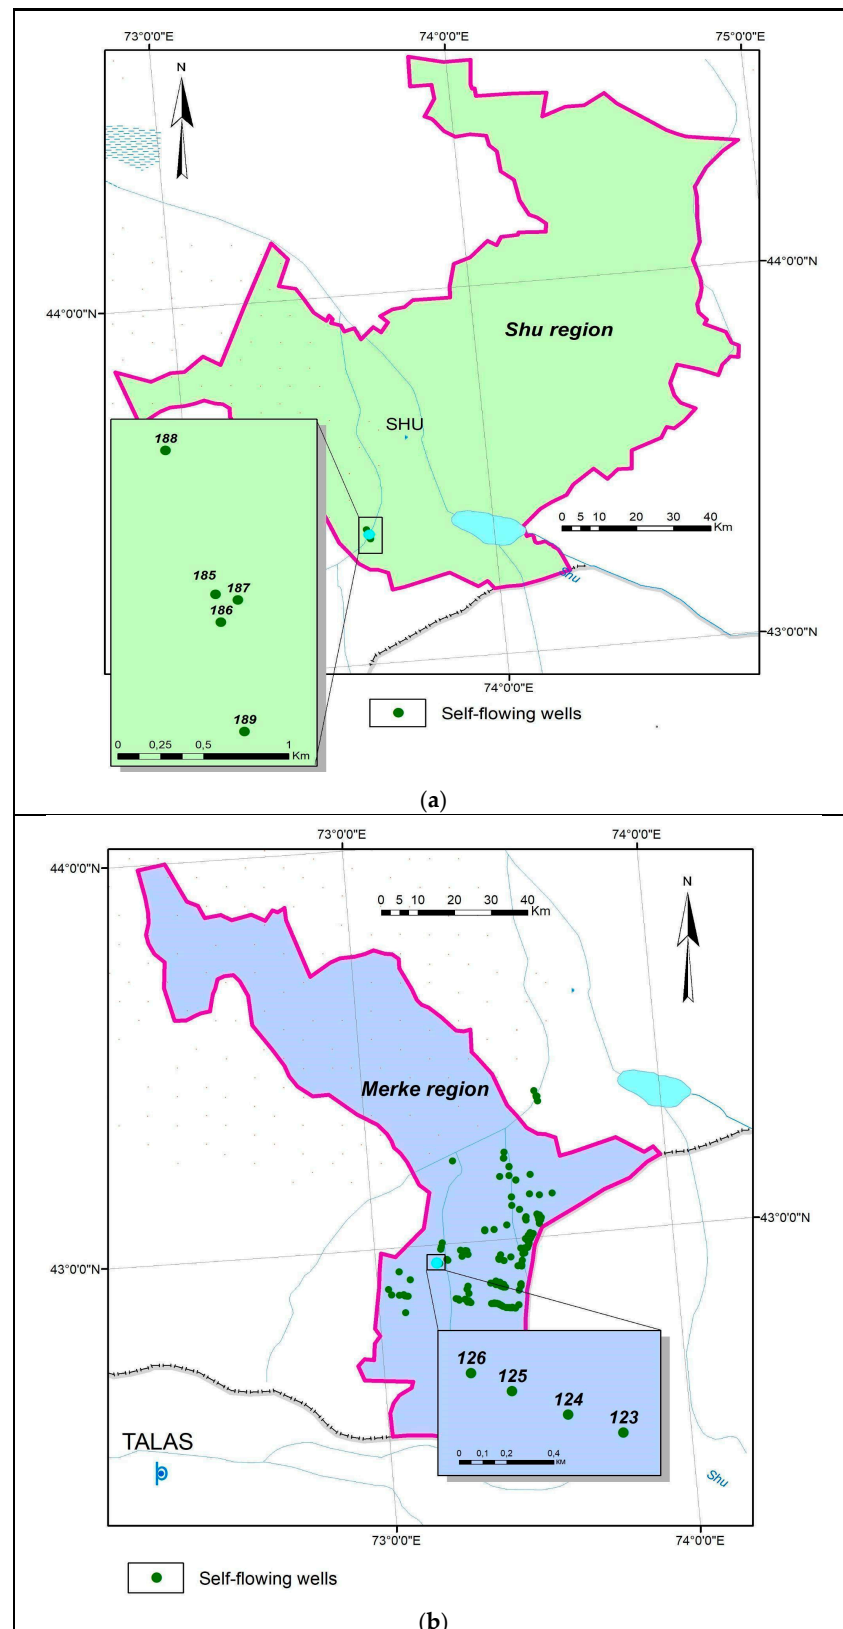 73°0'0"E 74°0'0"E 75°0'0"E
N
44°0'0"N
44°0'0"N
Shu region
SHU
188
0 5 10 20 30 40
Km
185
187
186
Shu
43°0'0"N
74°0'0"E
189
0 0,25 0,5 1
Km
Self-flowing wells
(a)
73°0'0"E 74°0'0"E
44°0'0"N
N
0 5 10 20 30 40
Km
Merke region
43°0'0"N
43°0'0"N
126
125
124
123
0 0,1 0,2 0,4
KM
TALAS
Shu
73°0'0"E 74°0'0"E
Self-flowing wells
(b)